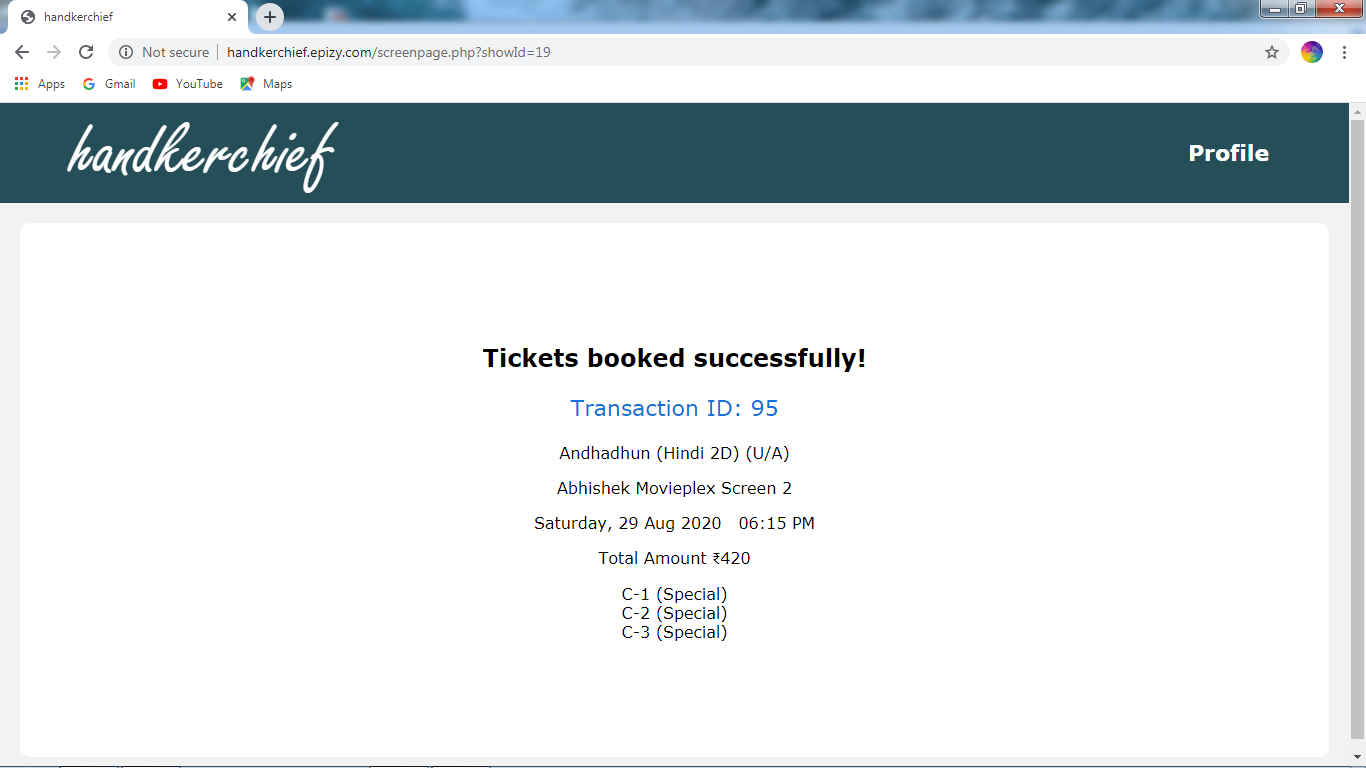 handkerchief
Not secure handkerchief.epizy.com/screenpage.php?showId=19
Apps Gmail YouTube Maps
handkerchief
Profile
Tickets booked successfully!
Transaction ID: 95
Andhadhun (Hindi 2D) (U/A)
Abhishek Movieplex Screen 2
Saturday, 29 Aug 2020 06:15 PM
Total Amount ₹420
C-1 (Special)
C-2 (Special)
C-3 (Special)